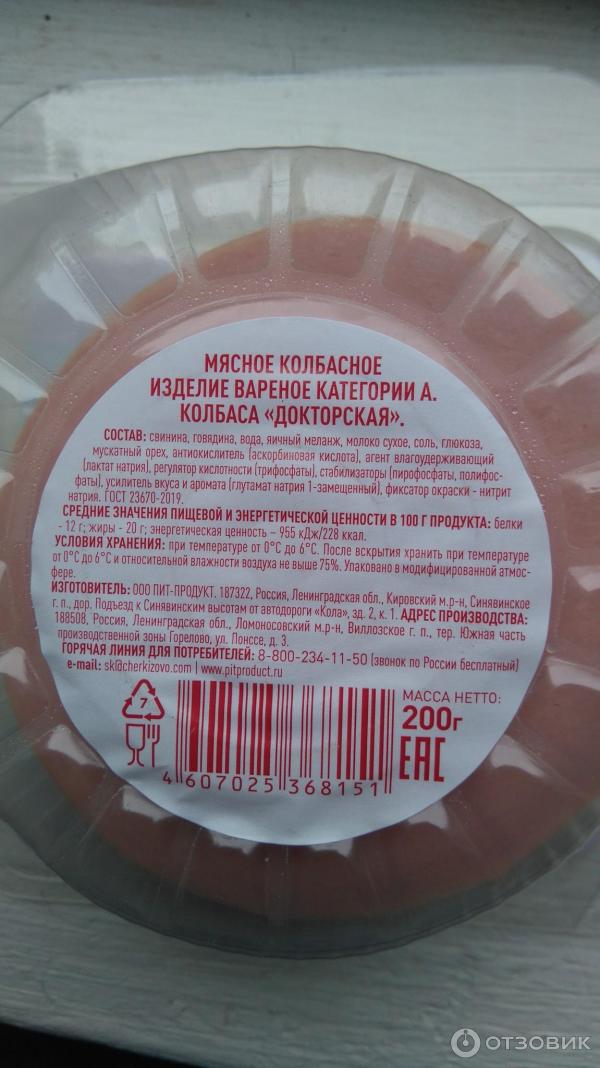 МЯСНОЕ КОЛБАСНОЕ
ИЗДЕЛИЕ ВАРЕНОЕ КАТЕГОРИИ А.
КОЛБАСА «ДОКТОРСКАЯ».
СОСТАВ: свинина, говядина, вода, яичный меланж, молоко сухое, соль, глюкоза,
мускатный орех, антиокислитель (аскорбиновая кислота), агент влагоудерживающий
(лактат натрия), регулятор кислотности (трифосфаты), стабилизаторы (пирофосфаты, полифос-
фаты), усилитель вкуса и аромата (глутамат натрия 1-замещенный), фиксатор окраски - нитрит
натрия. ГОСТ 23670-2019.
СРЕДНИЕ ЗНАЧЕНИЯ ПИЩЕВОЙ И ЭНЕРГЕТИЧЕСКОЙ ЦЕННОСТИ В 100 Г ПРОДУКТА: белки
- 12 г; жиры - 20 г; энергетическая ценность – 955 кДж/228 ккал.
УСЛОВИЯ ХРАНЕНИЯ: при температуре от 0°С до 6°С. После вскрытия хранить при температуре
от 0°С до 6°С и относительной влажности воздуха не выше 75%. Упаковано в модифицированной атмос-
фере.
ИЗГОТОВИТЕЛЬ: ООО ПИТ-ПРОДУКТ. 187322, Россия, Ленинградская обл., Кировский м.р-н, Синявинское
г. п., дор. Подъезд к Синявинским высотам от автодороги «Кола», зд. 2, к. 1. АДРЕС ПРОИЗВОДСТВА:
188508, Россия, Ленинградская обл., Ломоносовский м.р-н, Виллозское г. п., тер. Южная часть
производственной зоны Горелово, ул. Понссе, д. 3.
ГОРЯЧАЯ ЛИНИЯ ДЛЯ ПОТРЕБИТЕЛЕЙ: 8-800-234-11-50 (звонок по России бесплатный)
e-mail: sk@cherkizovo.com | www.pitproduct.ru
7
МАССА НЕТТО:
200г
EAC
4 607025 368151
ОТЗОВИК